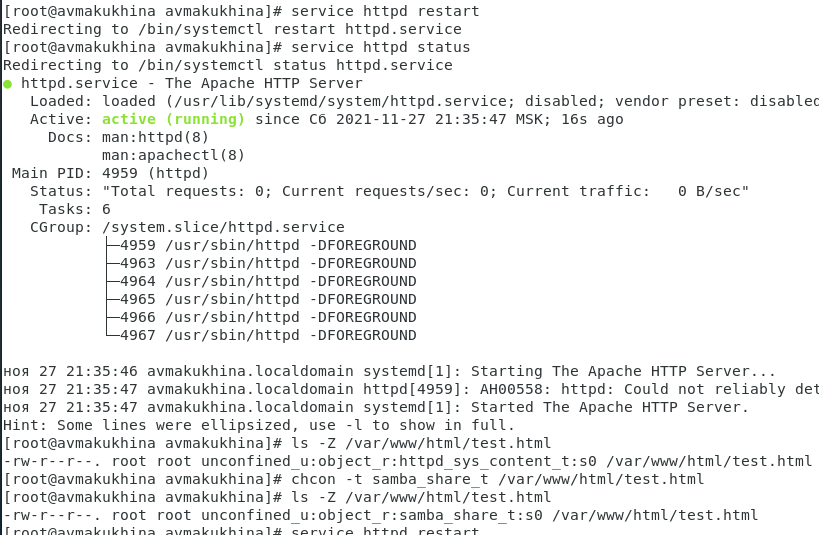 [root@avmakukhina avmakukhina]# service httpd restart
Redirecting to /bin/systemctl restart httpd.service
[root@avmakukhina avmakukhina]# service httpd status
Redirecting to /bin/systemctl status httpd.service
● httpd.service - The Apache HTTP Server
   Loaded: loaded (/usr/lib/systemd/system/httpd.service; disabled; vendor preset: disabled
   Active: active (running) since Сб 2021-11-27 21:35:47 MSK; 16s ago
     Docs: man:httpd(8)
           man:apachectl(8)
 Main PID: 4959 (httpd)
   Status: "Total requests: 0; Current requests/sec: 0; Current traffic:   0 B/sec"
    Tasks: 6
   CGroup: /system.slice/httpd.service
           ├─4959 /usr/sbin/httpd -DFOREGROUND
           ├─4963 /usr/sbin/httpd -DFOREGROUND
           ├─4964 /usr/sbin/httpd -DFOREGROUND
           ├─4965 /usr/sbin/httpd -DFOREGROUND
           ├─4966 /usr/sbin/httpd -DFOREGROUND
           └─4967 /usr/sbin/httpd -DFOREGROUND

ноя 27 21:35:46 avmakukhina.localdomain systemd[1]: Starting The Apache HTTP Server...
ноя 27 21:35:47 avmakukhina.localdomain httpd[4959]: AH00558: httpd: Could not reliably det
ноя 27 21:35:47 avmakukhina.localdomain systemd[1]: Started The Apache HTTP Server.
Hint: Some lines were ellipsized, use -l to show in full.
[root@avmakukhina avmakukhina]# ls -Z /var/www/html/test.html
-rw-r--r--. root root unconfined_u:object_r:httpd_sys_content_t:s0 /var/www/html/test.html
[root@avmakukhina avmakukhina]# chcon -t samba_share_t /var/www/html/test.html
[root@avmakukhina avmakukhina]# ls -Z /var/www/html/test.html
-rw-r--r--. root root unconfined_u:object_r:samba_share_t:s0 /var/www/html/test.html
[root@avmakukhina avmakukhina]# service httpd restart